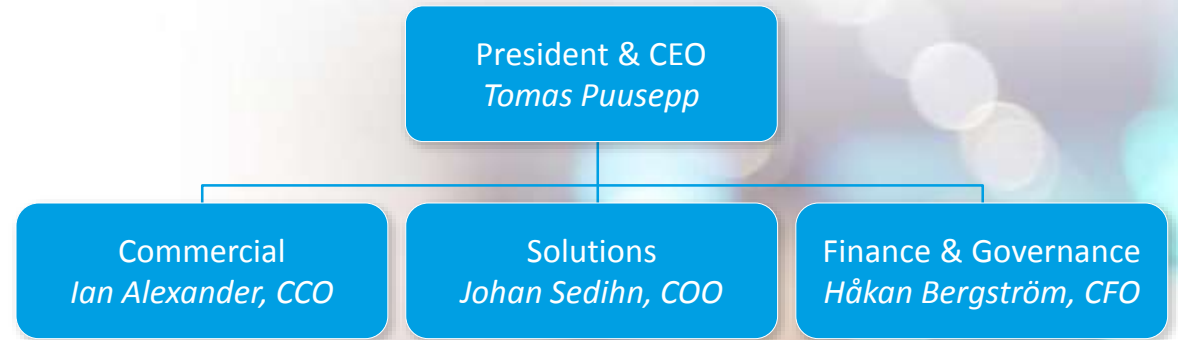 President & CEO
Tomas Puusepp
Commercial
Ian Alexander, CCO
Solutions
Johan Sedihn, COO
Finance & Governance
Håkan Bergström, CFO